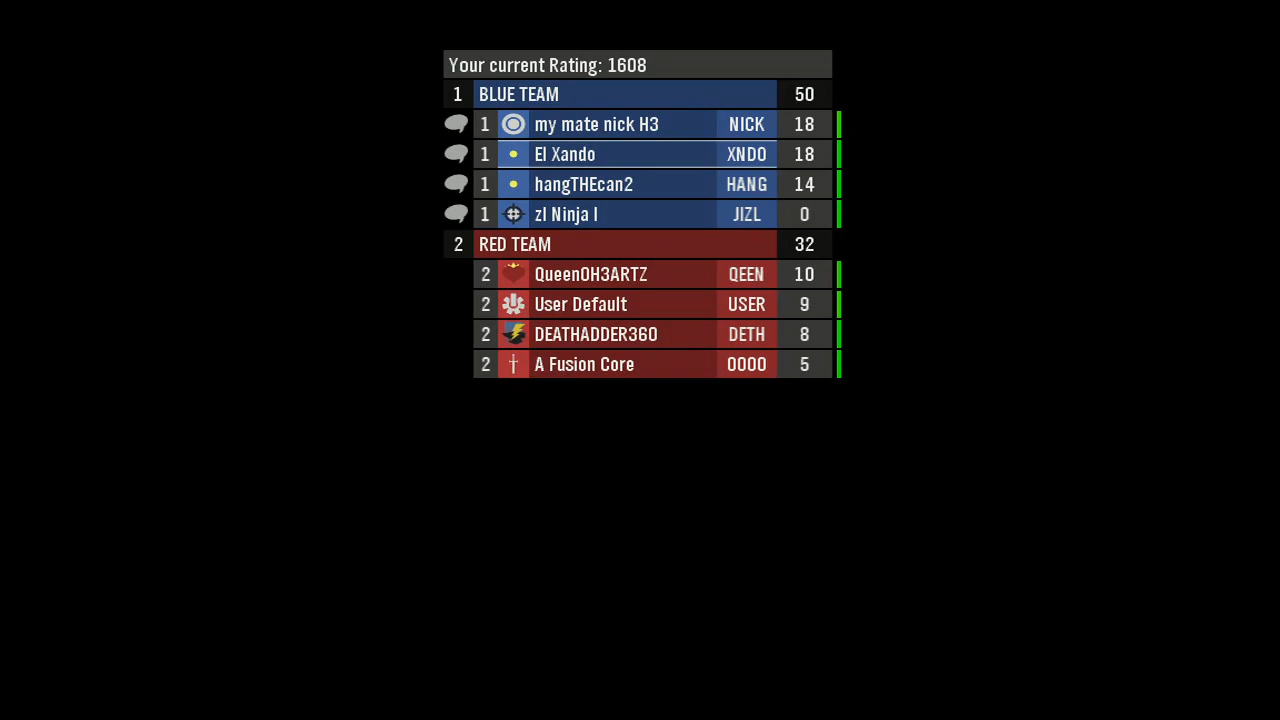 Your current Rating: 1608
1 BLUE TEAM 50
1 my mate nick H3 NICK 18
1 El Xando XNDO 18
1 hangTHEcan2 HANG 14
1 zI Ninja I JIZL 0
2 RED TEAM 32
2 QueenOH3ARTZ QEEN 10
2 User Default USER 9
2 DEATHADDER360 DETH 8
2 A Fusion Core OOOO 5